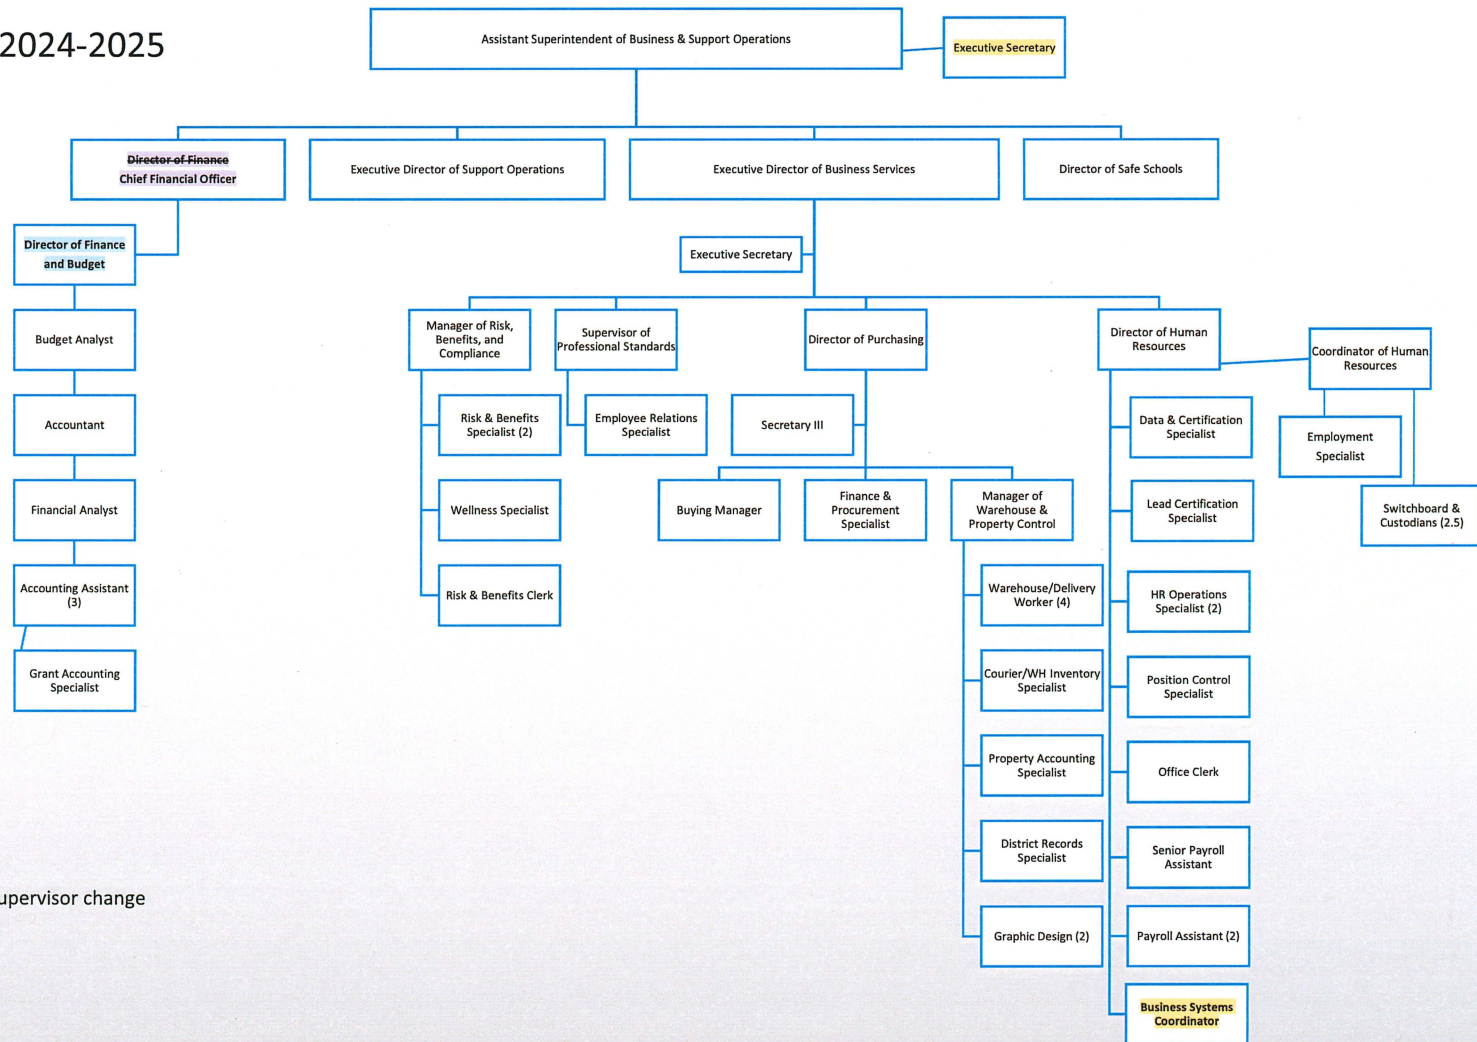 2024-2025
Assistant Superintendent of Business & Support Operations
Executive Secretary
Director of Finance
Chief Financial Officer
Executive Director of Support Operations
Executive Director of Business Services
Director of Safe Schools
Director of Finance
and Budget
Executive Secretary
Budget Analyst
Accountant
Financial Analyst
Accounting Assistant
(3)
Grant Accounting
Specialist
Manager of Risk,
Benefits, and
Compliance
Risk & Benefits
Specialist (2)
Wellness Specialist
Risk & Benefits Clerk
Supervisor of
Professional Standards
Employee Relations
Specialist
Director of Purchasing
Secretary III
Buying Manager
Finance &
Procurement
Specialist
Manager of
Warehouse &
Property Control
Warehouse/Delivery
Worker (4)
Courier/WH Inventory
Specialist
Property Accounting
Specialist
District Records
Specialist
Graphic Design (2)
Director of Human
Resources
Data & Certification
Specialist
Lead Certification
Specialist
HR Operations
Specialist (2)
Position Control
Specialist
Office Clerk
Senior Payroll
Assistant
Payroll Assistant (2)
Business Systems
Coordinator
Coordinator of Human
Resources
Employment
Specialist
Switchboard &
Custodians (2.5)
upervisor change